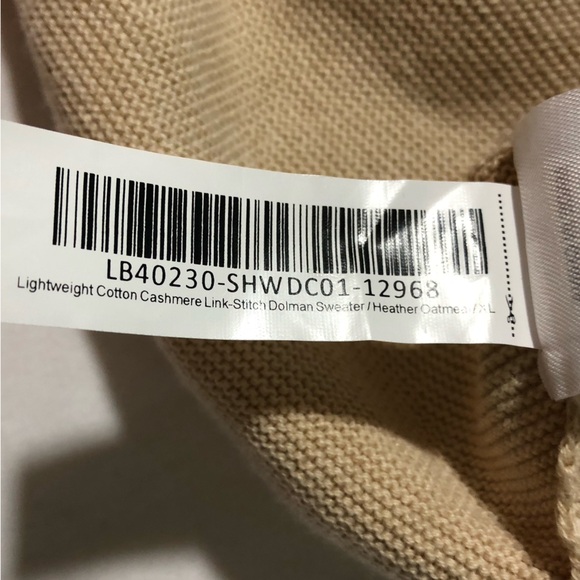 LB40230-SHWDC01-12968
Lightweight Cotton Cashmere Link-Stitch Dolman Sweater / Heather Oatmeal / XL